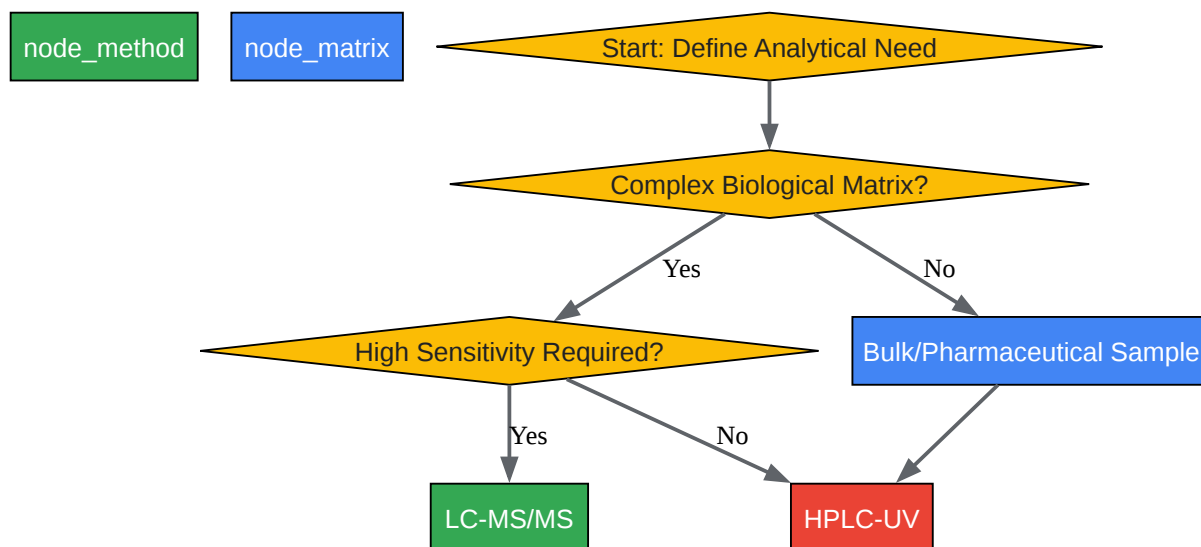 node_method
node_matrix
Start: Define Analytical Need
Complex Biological Matrix?
Yes
No
High Sensitivity Required?
Bulk/Pharmaceutical Sample
Yes
No
LC-MS/MS
HPLC-UV